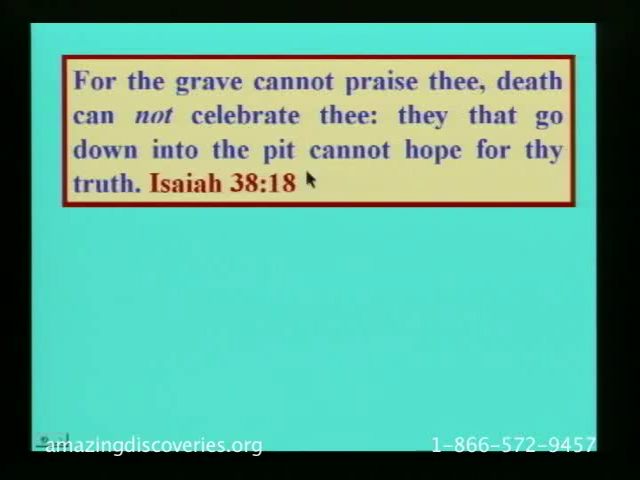 For the grave cannot praise thee, death
can not celebrate thee: they that go
down into the pit cannot hope for thy
truth. Isaiah 38:18
amazingdiscoveries.org 1-866-572-9457